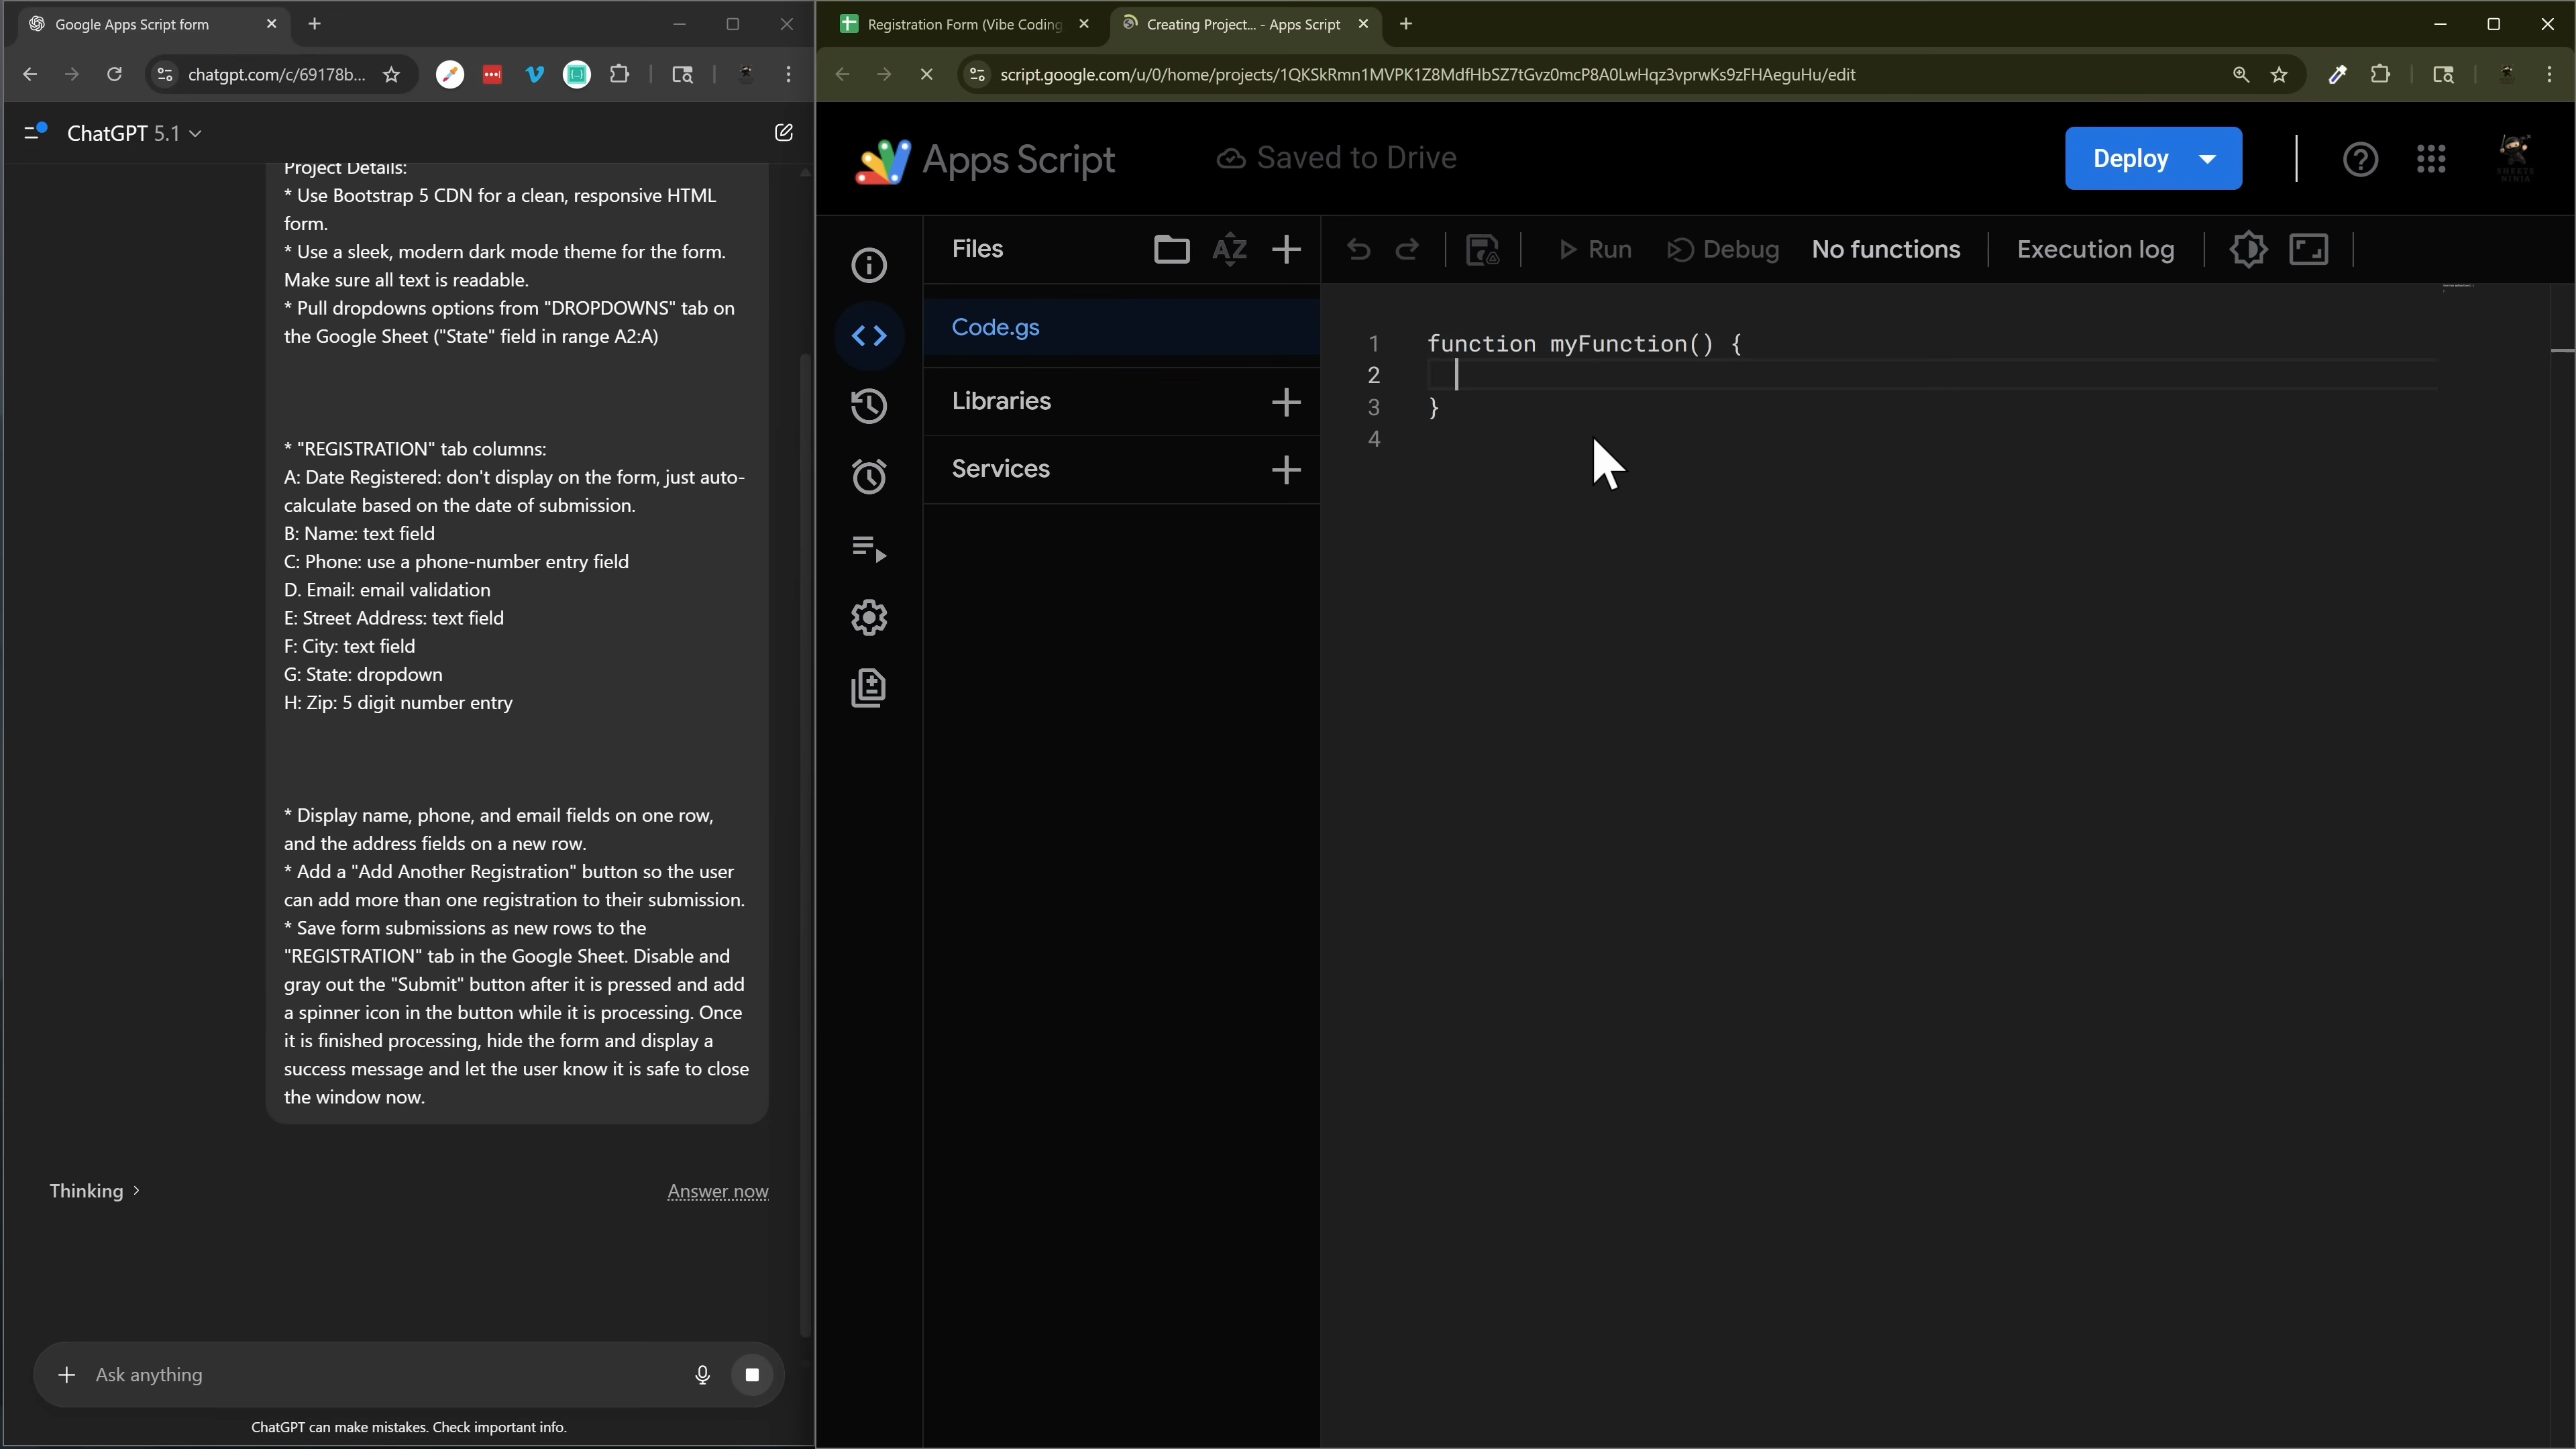 Google Apps Script form
chatgpt.com/c/69178b...
ChatGPT 5.1
Project Details:
* Use Bootstrap 5 CDN for a clean, responsive HTML
form.
* Use a sleek, modern dark mode theme for the form.
Make sure all text is readable.
* Pull dropdowns options from "DROPDOWNS" tab on
the Google Sheet ("State" field in range A2:A)
* "REGISTRATION" tab columns:
A: Date Registered: don't display on the form, just auto-
calculate based on the date of submission.
B: Name: text field
C: Phone: use a phone-number entry field
D. Email: email validation
E: Street Address: text field
F: City: text field
G: State: dropdown
H: Zip: 5 digit number entry
* Display name, phone, and email fields on one row,
and the address fields on a new row.
* Add a "Add Another Registration" button so the user
can add more than one registration to their submission.
* Save form submissions as new rows to the
"REGISTRATION" tab in the Google Sheet. Disable and
gray out the "Submit" button after it is pressed and add
a spinner icon in the button while it is processing. Once
it is finished processing, hide the form and display a
success message and let the user know it is safe to close
the window now.
Thinking >
Answer now
Ask anything
ChatGPT can make mistakes. Check important info.
Registration Form (Vibe Coding
Creating Project... - Apps Script
script.google.com/u/0/home/projects/1QKSkRmn1MVPK1Z8MdfHbSZ7tGvz0mcP8A0LwHqz3vprwKs9zFHAeguHu/edit
Apps Script
Saved to Drive
Deploy
SHEETS
NINJA
Files
AZ
Run
Debug
No functions
Execution log
Code.gs
Libraries
Services
1 function myFunction() {
2
3 }
4